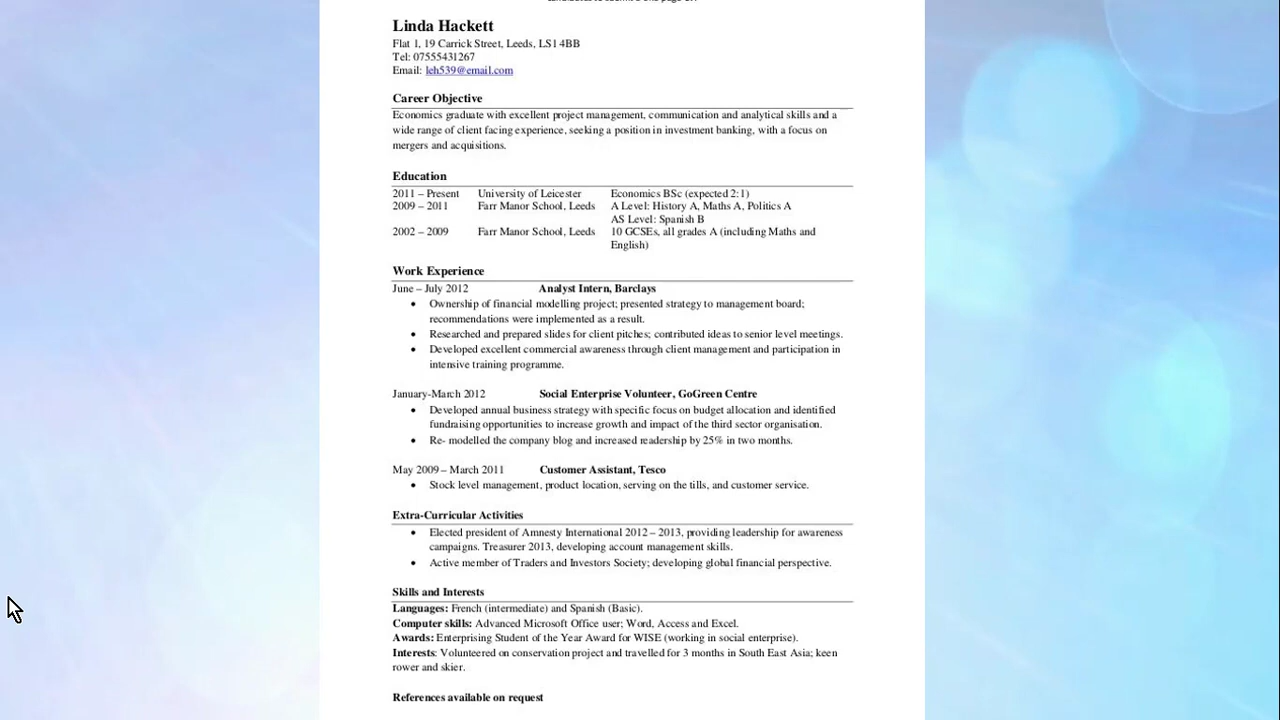 Linda Hackett
Flat 1, 19 Carrick Street, Leeds, LS1 4BB
Tel: 07555431267
Email: leh539@email.com
Career Objective
Economics graduate with excellent project management, communication and analytical skills and a
wide range of client facing experience, seeking a position in investment banking, with a focus on
mergers and acquisitions.
Education
2011 – Present University of Leicester Economics BSc (expected 2:1)
2009 – 2011 Farr Manor School, Leeds A Level: History A, Maths A, Politics A
AS Level: Spanish B
2002 – 2009 Farr Manor School, Leeds 10 GCSEs, all grades A (including Maths and
English)
Work Experience
June – July 2012 Analyst Intern, Barclays
• Ownership of financial modelling project; presented strategy to management board;
recommendations were implemented as a result.
• Researched and prepared slides for client pitches; contributed ideas to senior level meetings.
• Developed excellent commercial awareness through client management and participation in
intensive training programme.
January-March 2012 Social Enterprise Volunteer, GoGreen Centre
• Developed annual business strategy with specific focus on budget allocation and identified
fundraising opportunities to increase growth and impact of the third sector organisation.
• Re- modelled the company blog and increased readership by 25% in two months.
May 2009 – March 2011 Customer Assistant, Tesco
• Stock level management, product location, serving on the tills, and customer service.
Extra-Curricular Activities
• Elected president of Amnesty International 2012 – 2013, providing leadership for awareness
campaigns. Treasurer 2013, developing account management skills.
• Active member of Traders and Investors Society; developing global financial perspective.
Skills and Interests
Languages: French (intermediate) and Spanish (Basic).
Computer skills: Advanced Microsoft Office user; Word, Access and Excel.
Awards: Enterprising Student of the Year Award for WISE (working in social enterprise).
Interests: Volunteered on conservation project and travelled for 3 months in South East Asia; keen
rower and skier.
References available on request